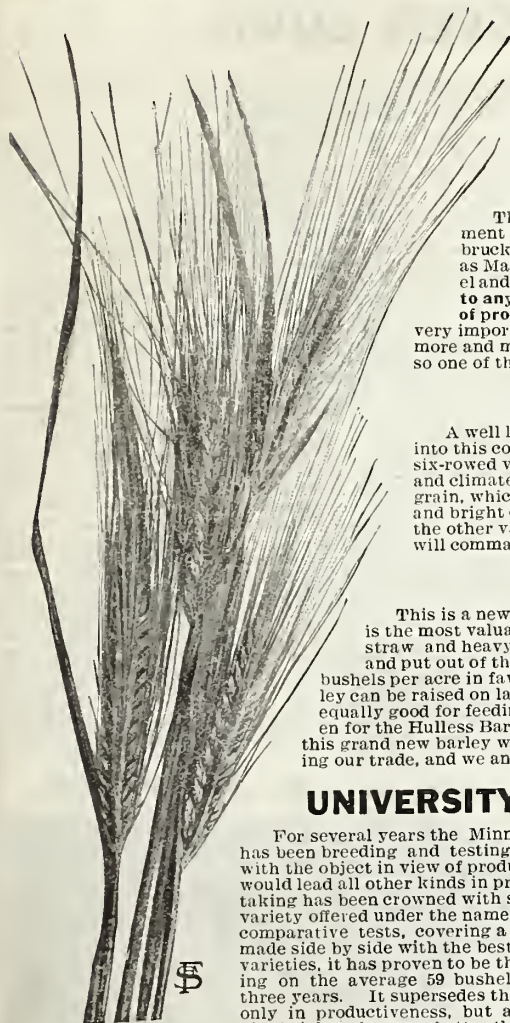 Th
ment
bruck
as Ma
el and
to any
of pro
very impor
more and m
so one of th
A well l
into this co
six-rowed v
and climate
grain, whic
and bright
the other v
will comma
This is a new
is the most valua
straw and heavy
and put out of th
bushels per acre in fav
ley can be raised on la
equally good for feedin
en for the Hulless Bar
this grand new barley w
ing our trade, and we an
UNIVERSITY
For several years the Minn
has been breeding and testing
with the object in view of produ
would lead all other kinds in pr
taking has been crowned with s
variety offered under the name
comparative tests, covering a
made side by side with the best
varieties, it has proven to be th
ing on the average 59 bushel
three years. It supersedes th
only in productiveness, but a